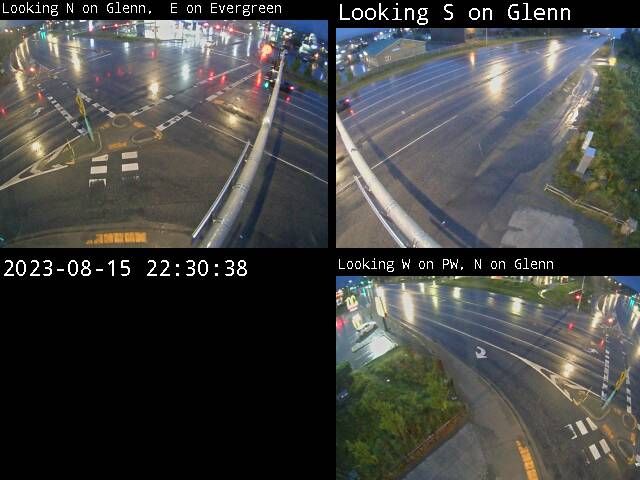 Looking N on Glenn, E on Evergreen
Looking S on Glenn
2023-08-15 22:30:38
Looking W on PW, N on Glenn